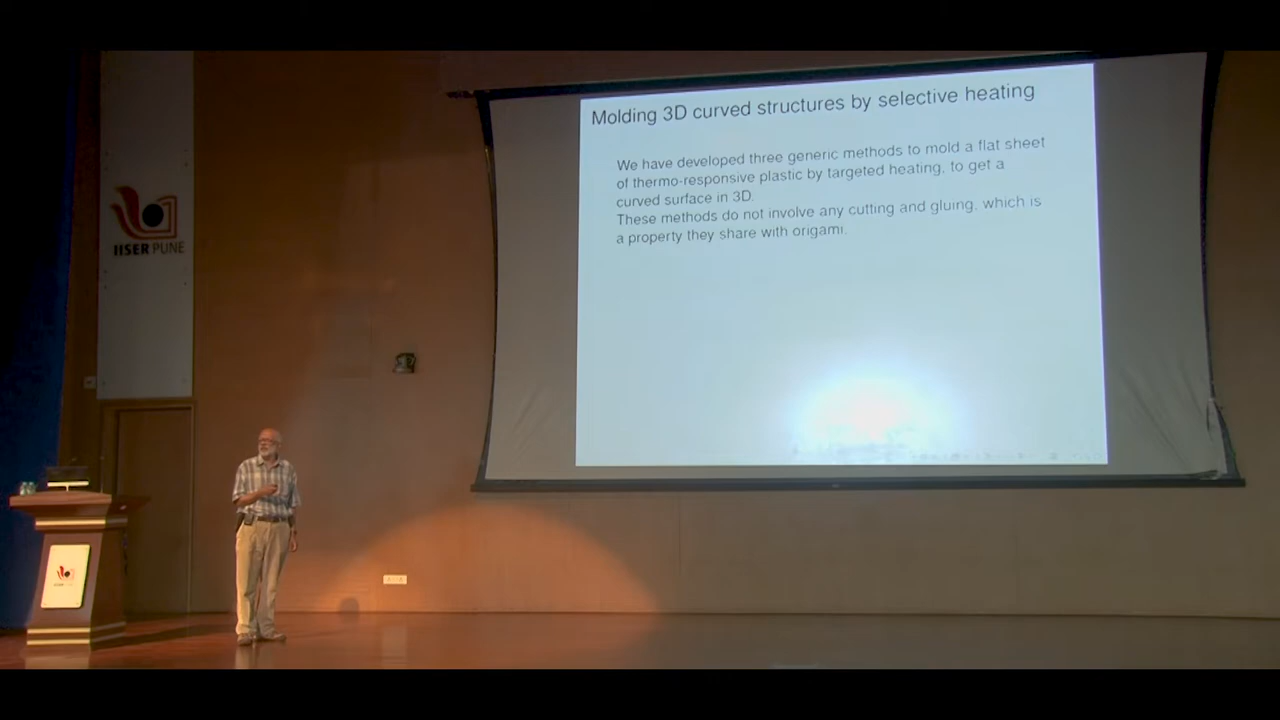 Molding 3D curved structures by selective heating
We have developed three generic methods to mold a flat sheet
of thermo-responsive plastic by targeted heating, to get a
curved surface in 3D.
These methods do not involve any cutting and gluing, which is
a property they share with origami.
IISER PUNE